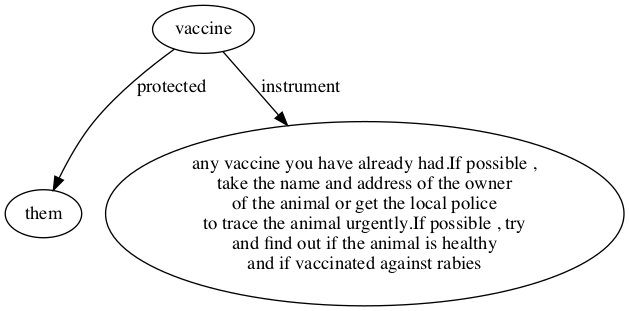 vaccine
protected
instrument
them
any vaccine you have already had.If possible ,
take the name and address of the owner
of the animal or get the local police
to trace the animal urgently.If possible , try
and find out if the animal is healthy
and if vaccinated against rabies